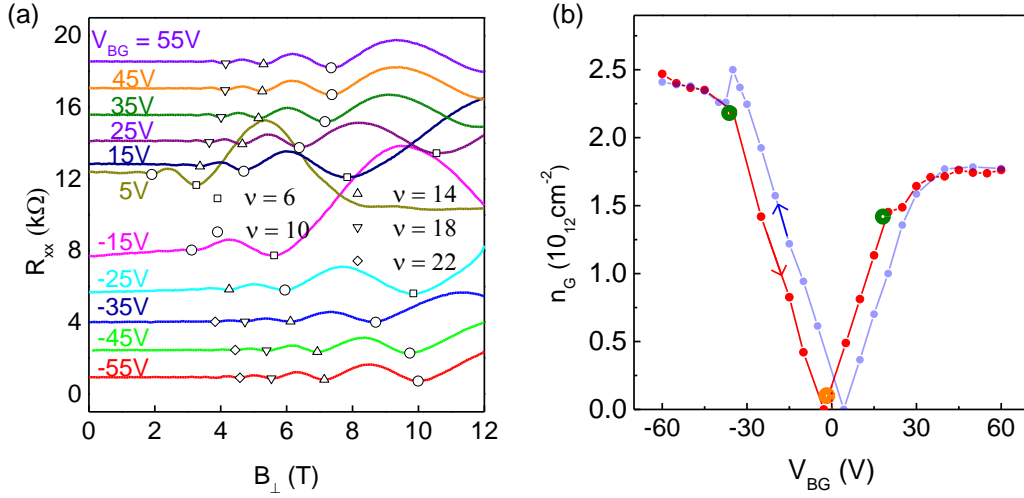 (a)
20
16
12
8
4
0
R_xx (kΩ)
V_BG = 55V
45V
35V
25V
15V
5V
-15V
-25V
-35V
-45V
-55V
ν = 6
ν = 10
ν = 14
ν = 18
ν = 22
0 2 4 6 8 10 12
B_⊥ (T)
(b)
2.5
2.0
1.5
1.0
0.5
0.0
n_G (10_12cm^-2)
-60 -30 0 30 60
V_BG (V)